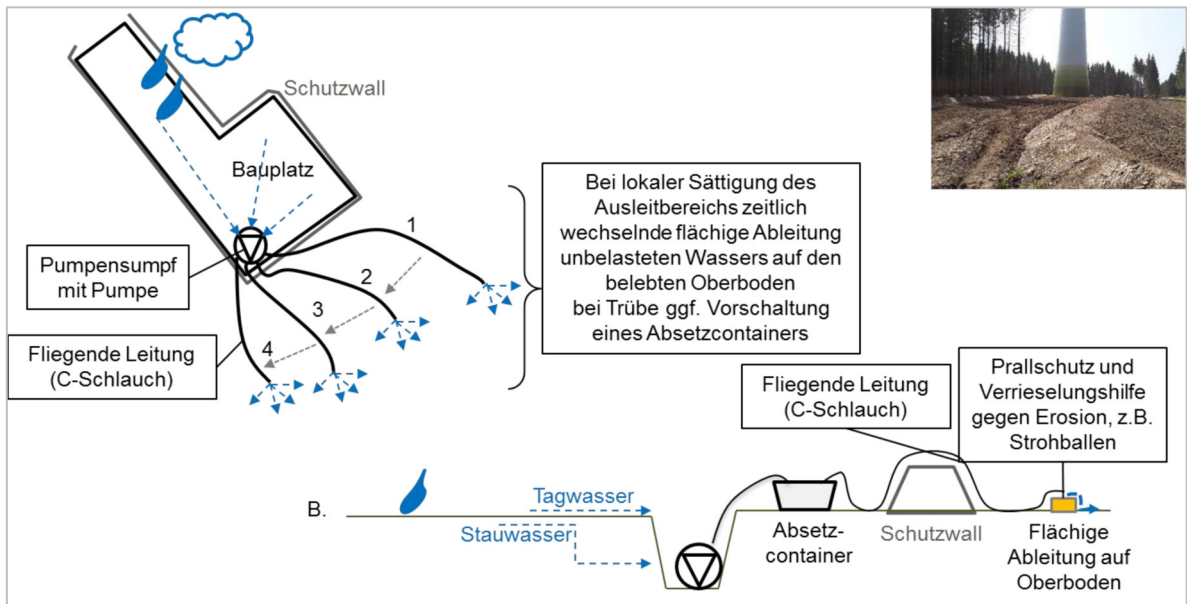 Schutzwall
Bauplatz
1
2
3
4
Pumpensumpf
mit Pumpe
Fliegende Leitung
(C-Schlauch)
Bei lokaler Sättigung des
Ausleitbereichs zeitlich
wechselnde flächige Ableitung
unbelasteten Wassers auf den
belebten Oberboden
bei Trübe ggf. Vorschaltung
eines Absetzcontainers
Fliegende Leitung
(C-Schlauch)
Prallschutz und
Verrieselungshilfe
gegen Erosion, z.B.
Strohballen
B.
Tagwasser
Stauwasser
Absetz-
container
Schutzwall
Flächige
Ableitung auf
Oberboden